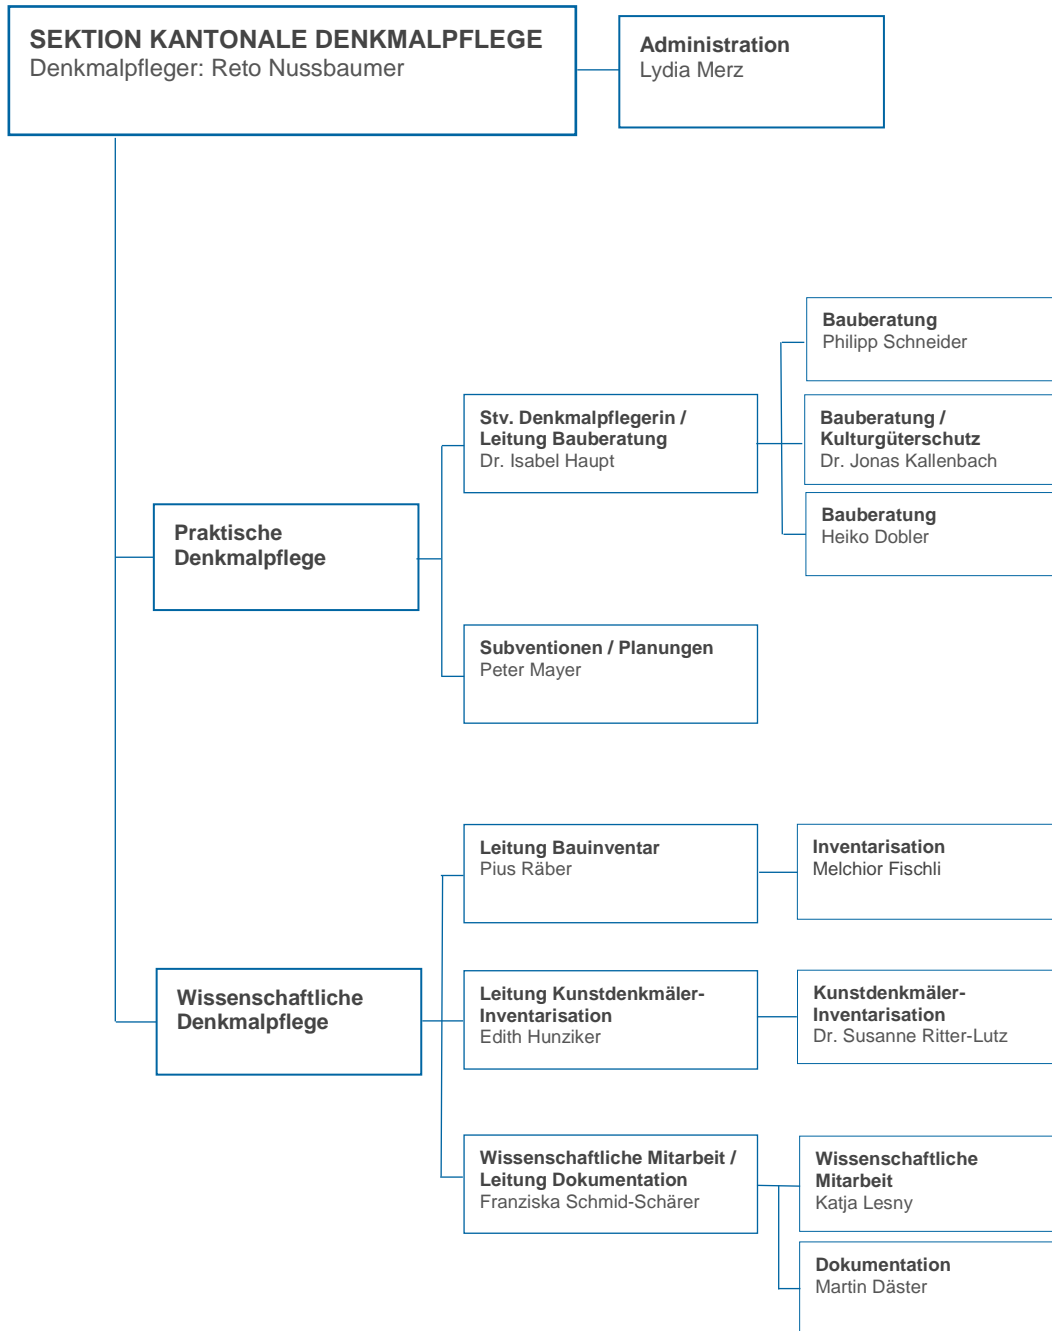 SEKTION KANTONALE DENKMALPFLEGE
Denkmalpfleger: Reto Nussbaumer
Administration
Lydia Merz
Praktische
Denkmalpflege
Stv. Denkmalpflegerin /
Leitung Bauberatung
Dr. Isabel Haupt
Bauberatung
Philipp Schneider
Bauberatung /
Kulturgüterschutz
Dr. Jonas Kallenbach
Bauberatung
Heiko Dobler
Subventionen / Planungen
Peter Mayer
Wissenschaftliche
Denkmalpflege
Leitung Bauinventar
Pius Räber
Inventarisation
Melchior Fischli
Leitung Kunstdenkmäler-
Inventarisation
Edith Hunziker
Kunstdenkmäler-
Inventarisation
Dr. Susanne Ritter-Lutz
Wissenschaftliche Mitarbeit /
Leitung Dokumentation
Franziska Schmid-Schärer
Wissenschaftliche
Mitarbeit
Katja Lesny
Dokumentation
Martin Däster